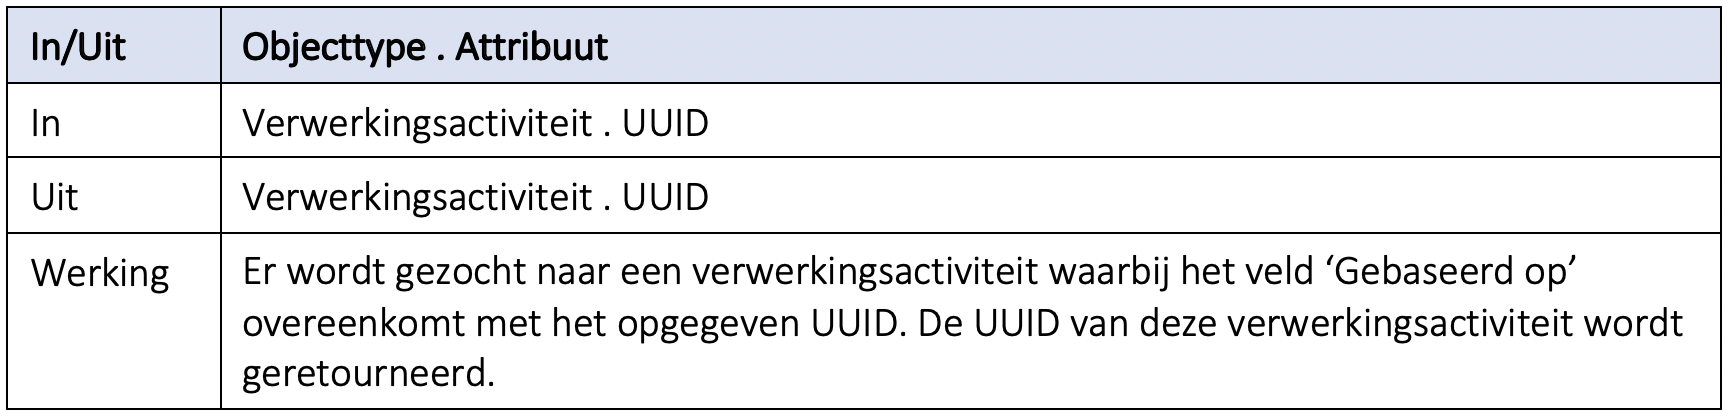 In/Uit Objecttype . Attribuut
In Verwerkingsactiviteit . UUID
Uit Verwerkingsactiviteit . UUID
Werking Er wordt gezocht naar een verwerkingsactiviteit waarbij het veld ‘Gebaseerd op’
overeenkomt met het opgegeven UUID. De UUID van deze verwerkingsactiviteit wordt
geretourneerd.